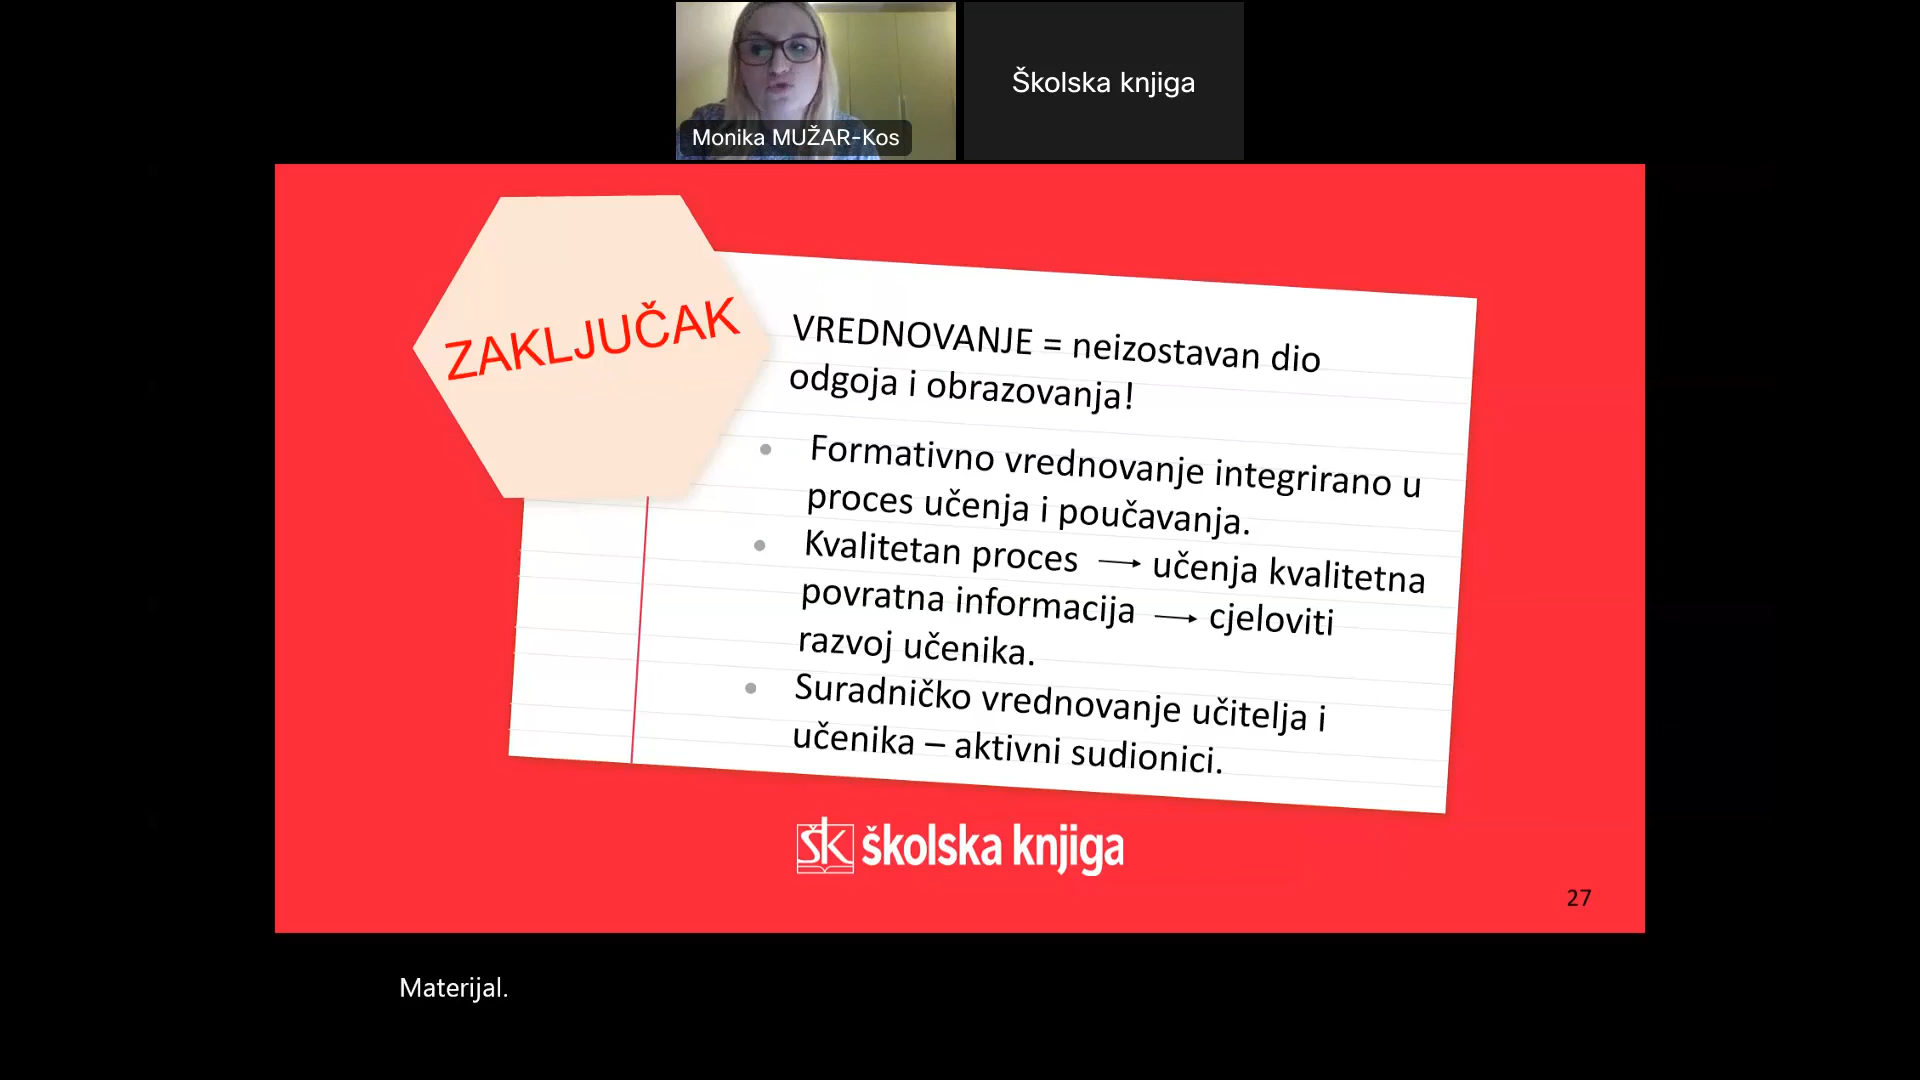 Monika MUŽAR-Kos
Školska knjiga
ZAKLJUČAK
VREDNOVANJE = neizostavan dio
odgoja i obrazovanja!
• Formativno vrednovanje integrirano u
proces učenja i poučavanja.
• Kvalitetan proces → učenja kvalitetna
povratna informacija → cjeloviti
razvoj učenika.
• Suradničko vrednovanje učitelja i
učenika – aktivni sudionici.
ŠK školska knjiga
27
Materijal.